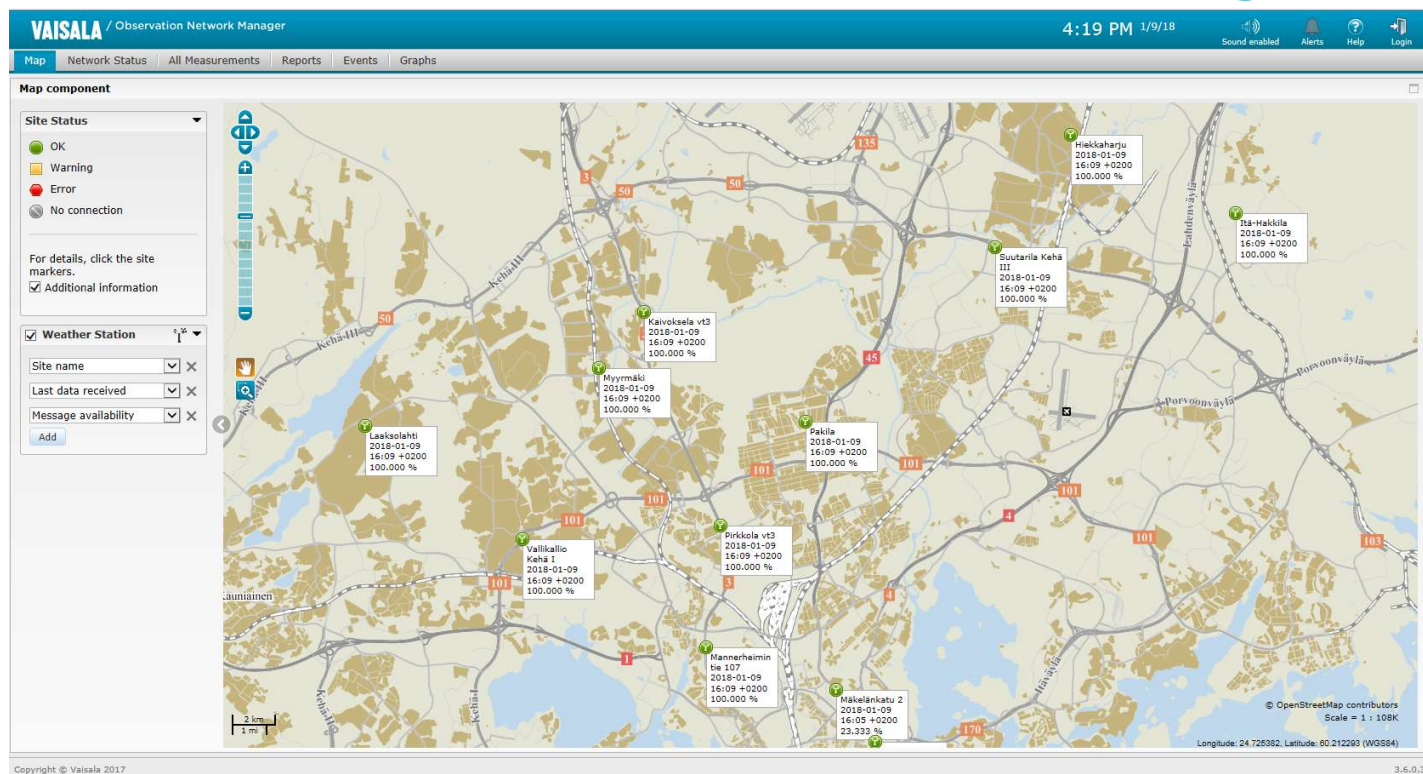 VAISALA / Observation Network Manager
4:19 PM 1/9/18
Sound enabled
Alerts
Help
Login
Map
Network Status
All Measurements
Reports
Events
Graphs
Map component
Site Status
OK
Warning
Error
No connection
For details, click the site
markers.
Additional information
Weather Station
Site name
Last data received
Message availability
Add
135
Hiekkaharju
2018-01-09
16:09 +0200
100.000 %
3
50
50
Lahdenväylä
Itä-Hakkila
2018-01-09
16:09 +0200
100.000 %
Suutarila Kehä
III
2018-01-09
16:09 +0200
100.000 %
Kehä-III
50
Kehä-III
Kaivoksela vt3
2018-01-09
16:09 +0200
100.000 %
45
Porvoonväylä
Myyrmäki
2018-01-09
16:09 +0200
100.000 %
Porvoonväylä
Laaksolahti
2018-01-09
16:09 +0200
100.000 %
Pakila
2018-01-09
16:09 +0200
100.000 %
101
101
101
101
101
4
101
103
Pirkkola vt3
2018-01-09
16:09 +0200
100.000 %
Vallikallio
Kehä I
2018-01-09
16:09 +0200
100.000 %
101
3
4
Kauniainen
1
Mannerheimin
tie 107
2018-01-09
16:09 +0200
100.000 %
Kehä-I
Itäväylä
Mäkelänkatu 2
2018-01-09
16:05 +0200
23.333 %
170
2 km
1 mi
© OpenStreetMap contributors
Scale = 1 : 108K
Longitude: 24.725382, Latitude: 60.212293 (WGS84)
Copyright © Vaisala 2017